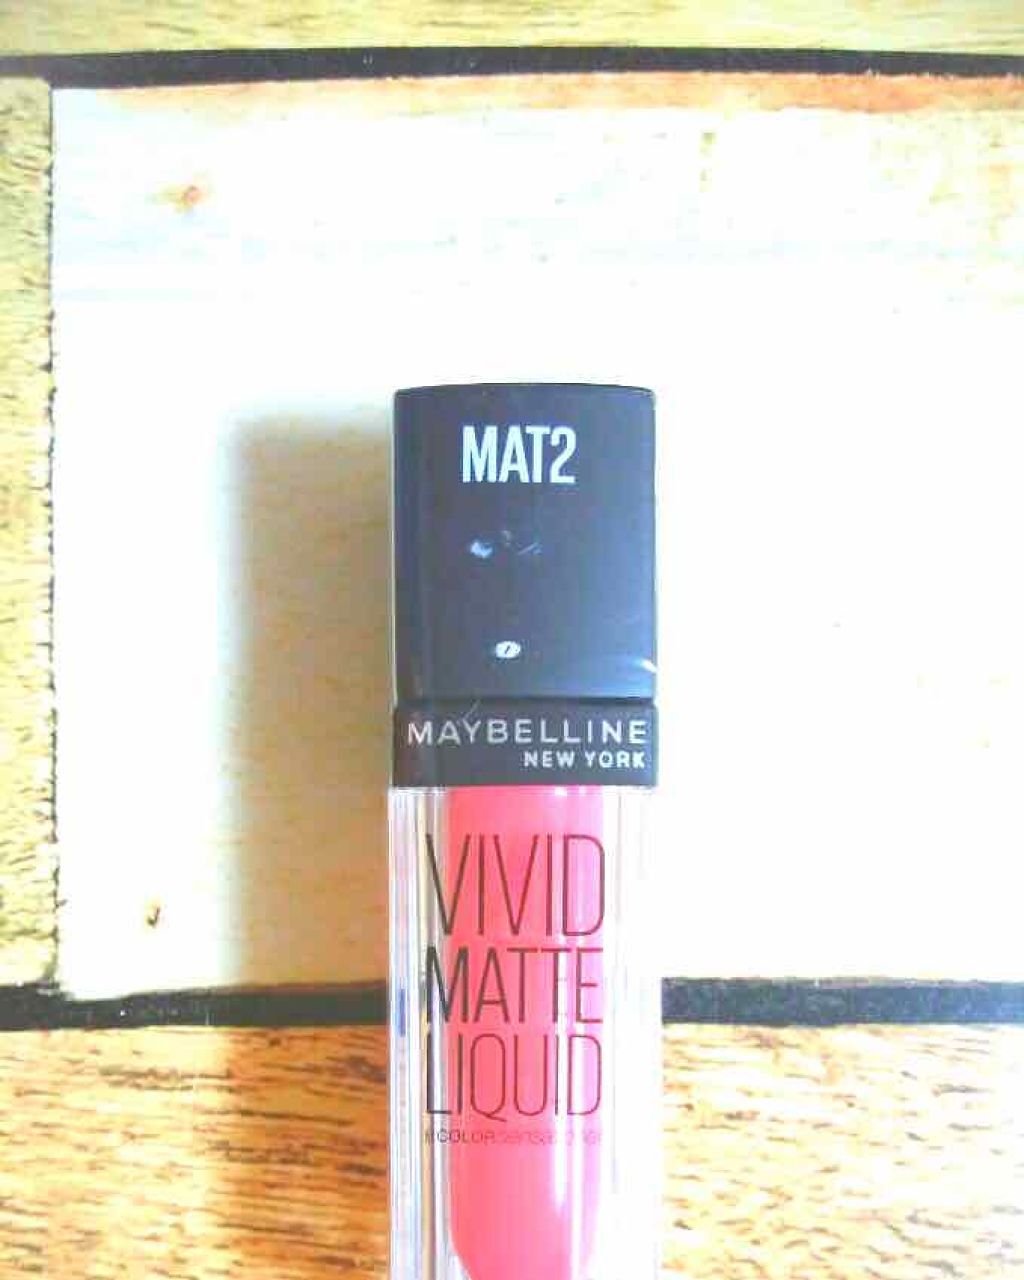 MAT2
MAYBELLINE
NEW YORK
VIVID
MATTE
LIQUID